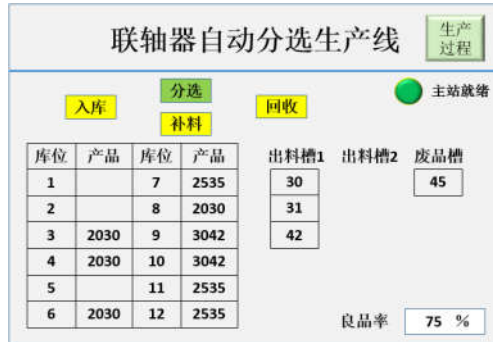 联轴器自动分选生产线
生产
过程
分选
主站就绪
入库
回收
补料
库位 产品 库位 产品 出料槽1 出料槽2 废品槽
1 7 2535 30 45
2 8 2030 31
3 2030 9 3042 42
4 2030 10 3042
5 11 2535
6 2030 12 2535
良品率 75 %